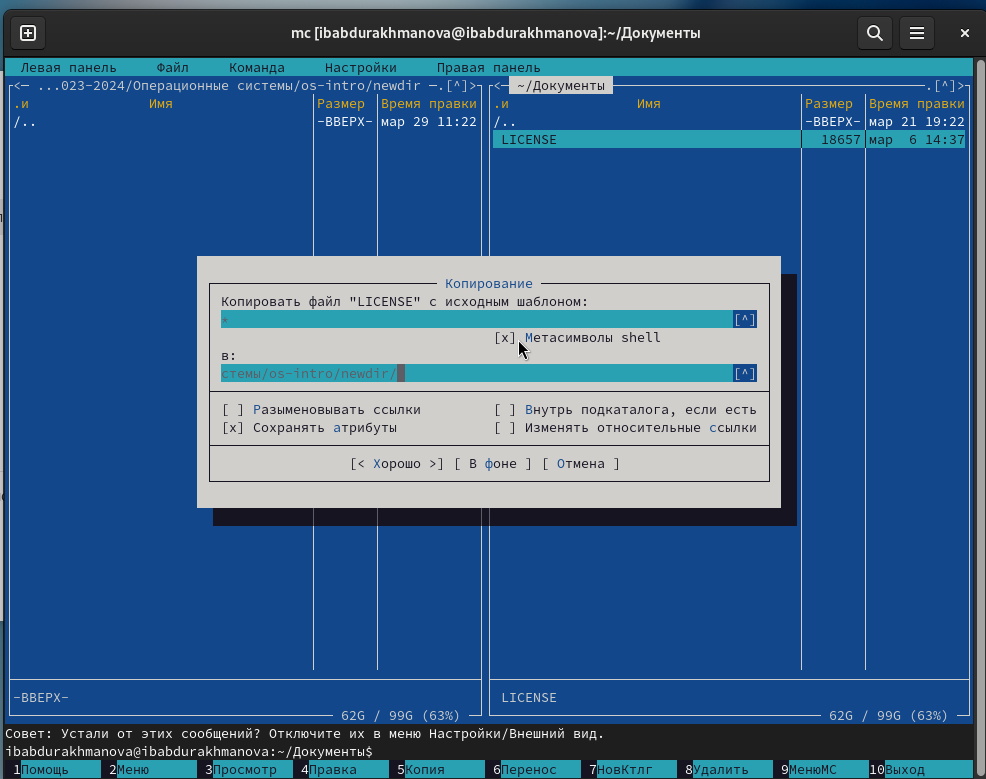 mc [ibabdurakhmanova@ibabdurakhmanova]:~/Документы
Левая панель Файл Команда Настройки Правая панель
<─ ...023-2024/Операционные системы/os-intro/newdir ─.[^]>
.и Имя Размер Время правки
/.. -ВВЕРХ- мар 29 11:22
-ВВЕРХ-
62G / 99G (63%)
<─ ~/Документы .[^]>
.и Имя Размер Время правки
/.. -ВВЕРХ- мар 21 19:22
LICENSE 18657 мар 6 14:37
LICENSE
62G / 99G (63%)
Копирование
Копировать файл "LICENSE" с исходным шаблоном:
* [^]
[x] Метасимволы shell
в:
стемы/os-intro/newdir/ [^]
[ ] Разыменовывать ссылки [ ] Внутрь подкаталога, если есть
[x] Сохранять атрибуты [ ] Изменять относительные ссылки
[< Хорошо >] [ В фоне ] [ Отмена ]
Совет: Устали от этих сообщений? Отключите их в меню Настройки/Внешний вид.
ibabdurakhmanova@ibabdurakhmanova:~/Документы$
1Помощь 2Меню 3Просмотр 4Правка 5Копия 6Перенос 7НовКтлг 8Удалить 9МенюМС 10Выход